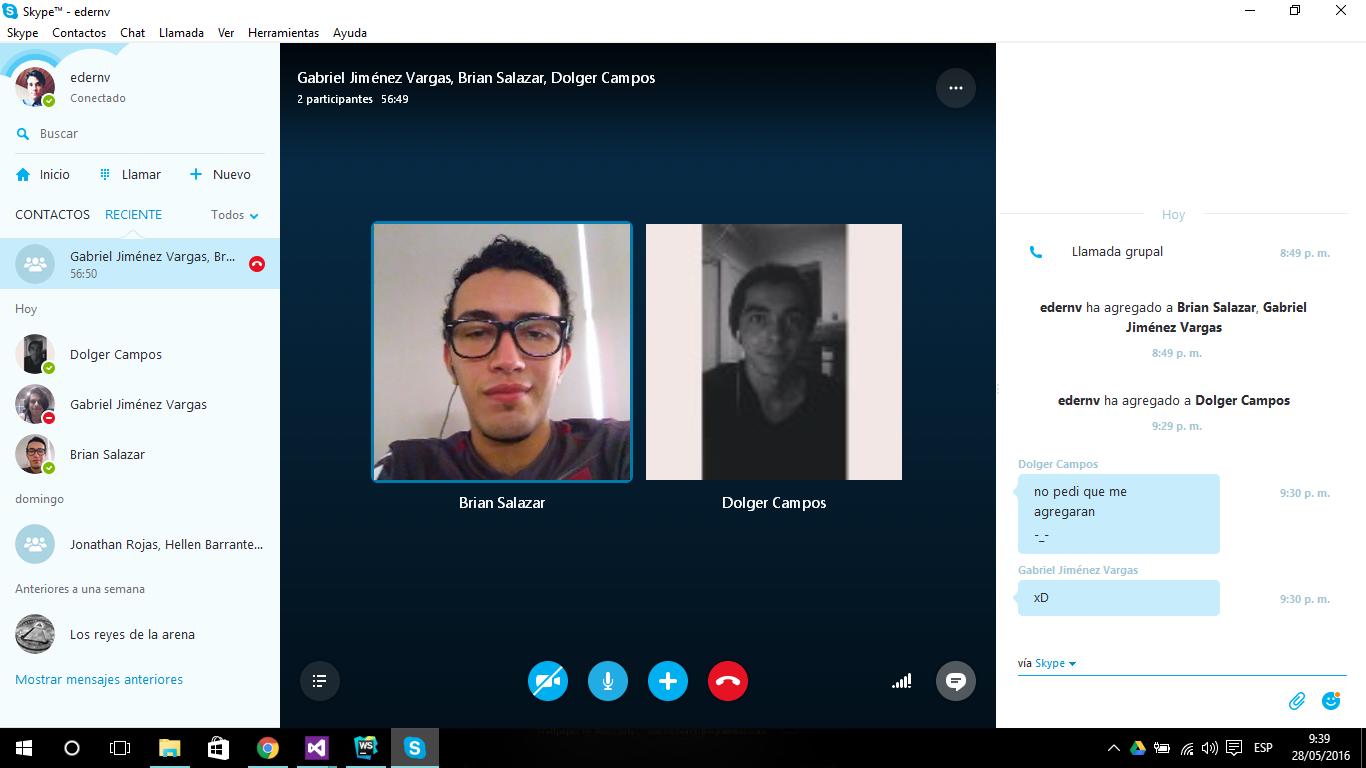 Skype™ - edernv
Skype Contactos Chat Llamada Ver Herramientas Ayuda
edernv
Conectado
Buscar
Inicio Llamar Nuevo
CONTACTOS RECIENTE Todos
Gabriel Jiménez Vargas, Br...
56:50
Hoy
Dolger Campos
Gabriel Jiménez Vargas
Brian Salazar
domingo
Jonathan Rojas, Hellen Barrante...
Anteriores a una semana
Los reyes de la arena
Mostrar mensajes anteriores
Gabriel Jiménez Vargas, Brian Salazar, Dolger Campos
2 participantes 56:49
Brian Salazar
Dolger Campos
Hoy
Llamada grupal 8:49 p. m.
edernv ha agregado a Brian Salazar, Gabriel
Jiménez Vargas
8:49 p. m.
edernv ha agregado a Dolger Campos
9:29 p. m.
Dolger Campos
no pedi que me 9:30 p. m.
agregaran
-_-
Gabriel Jiménez Vargas
xD 9:30 p. m.
vía Skype
WS
ESP
9:39
28/05/2016